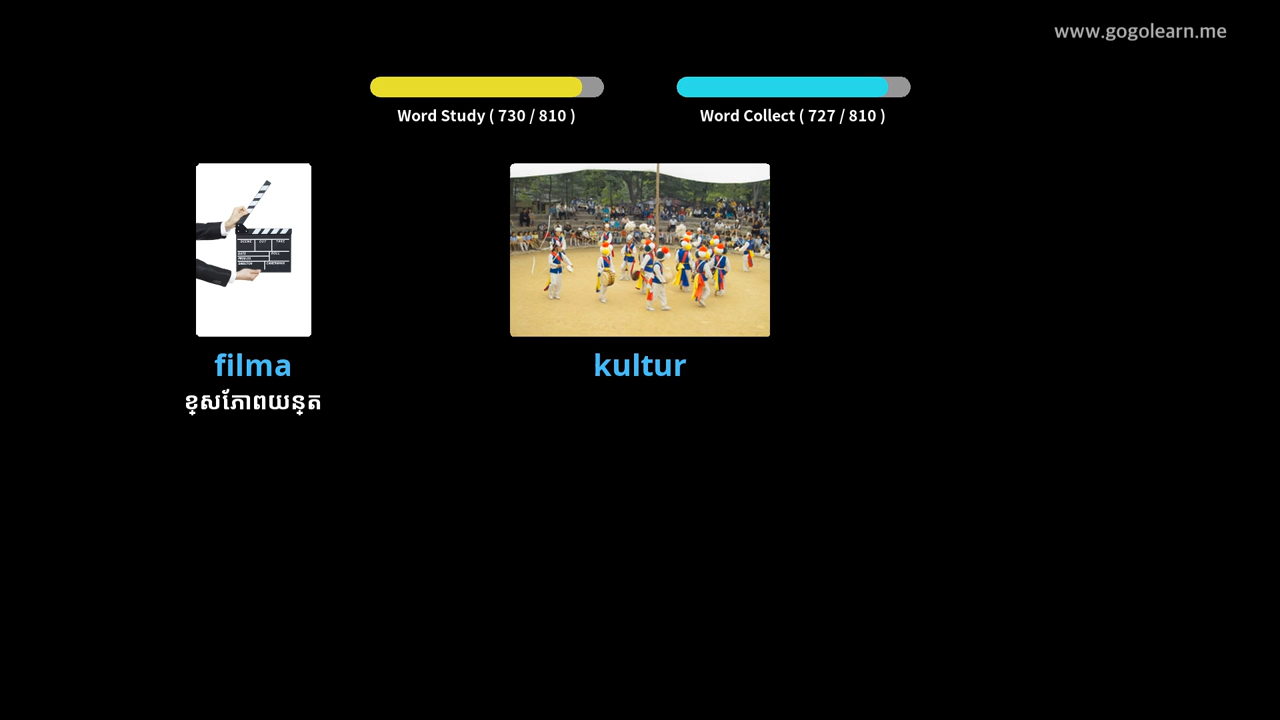 www.gogolearn.me
Word Study ( 730 / 810 )
Word Collect ( 727 / 810 )
filma
kultur
ខ្សែភាពយន្ត